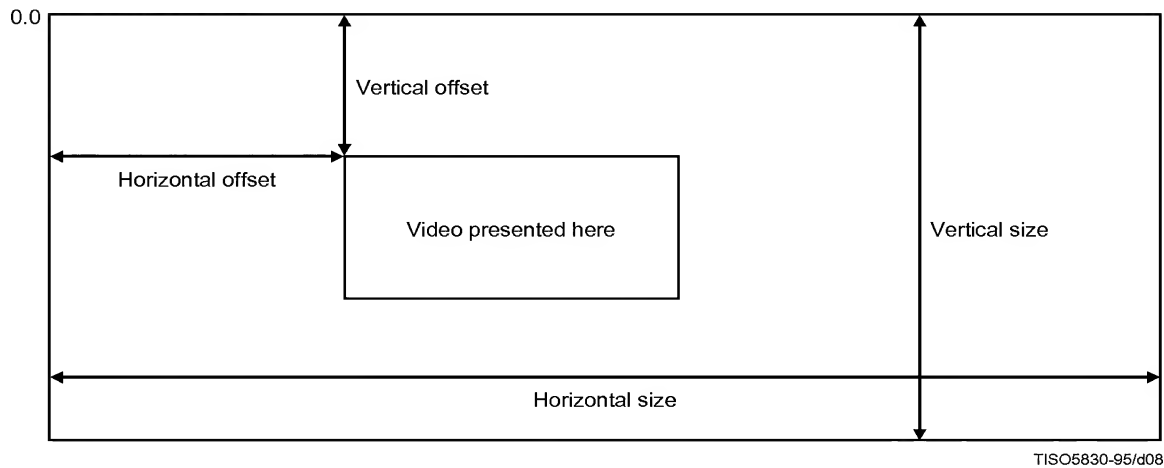 0.0
Vertical offset
Horizontal offset
Video presented here
Vertical size
Horizontal size
TISO5830-95/d08